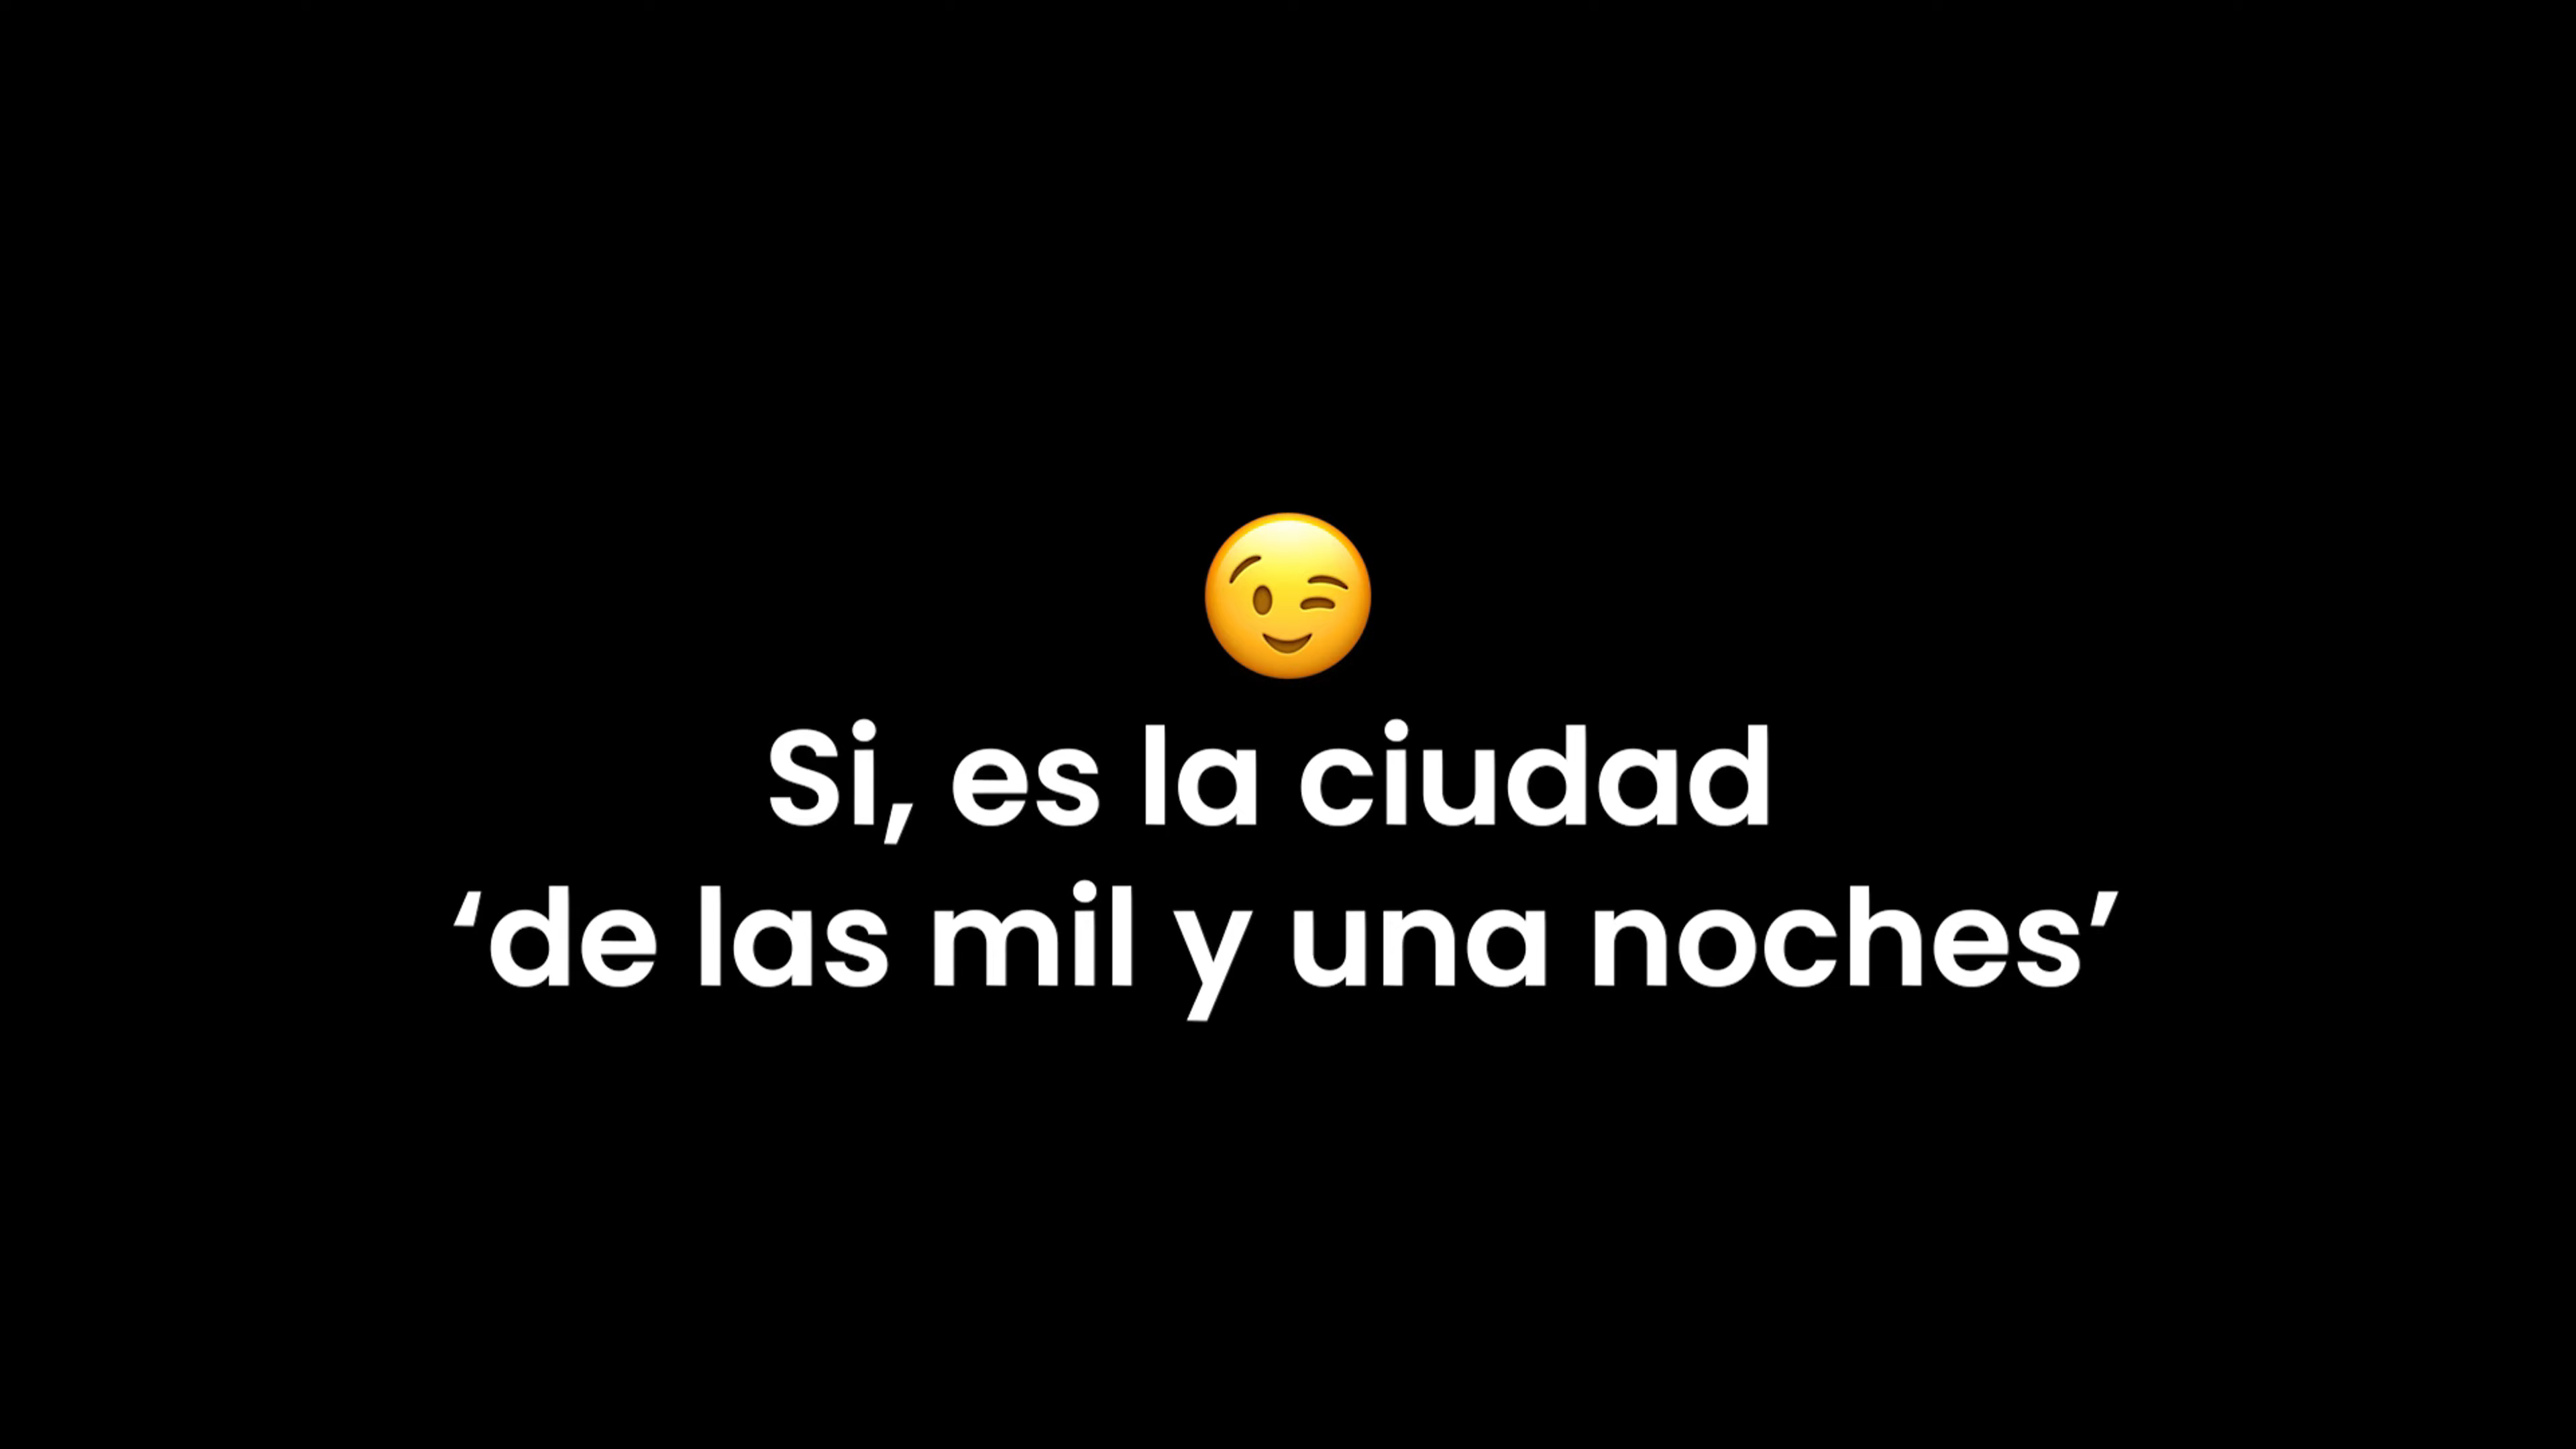 Si, es la ciudad
‘de las mil y una noches’